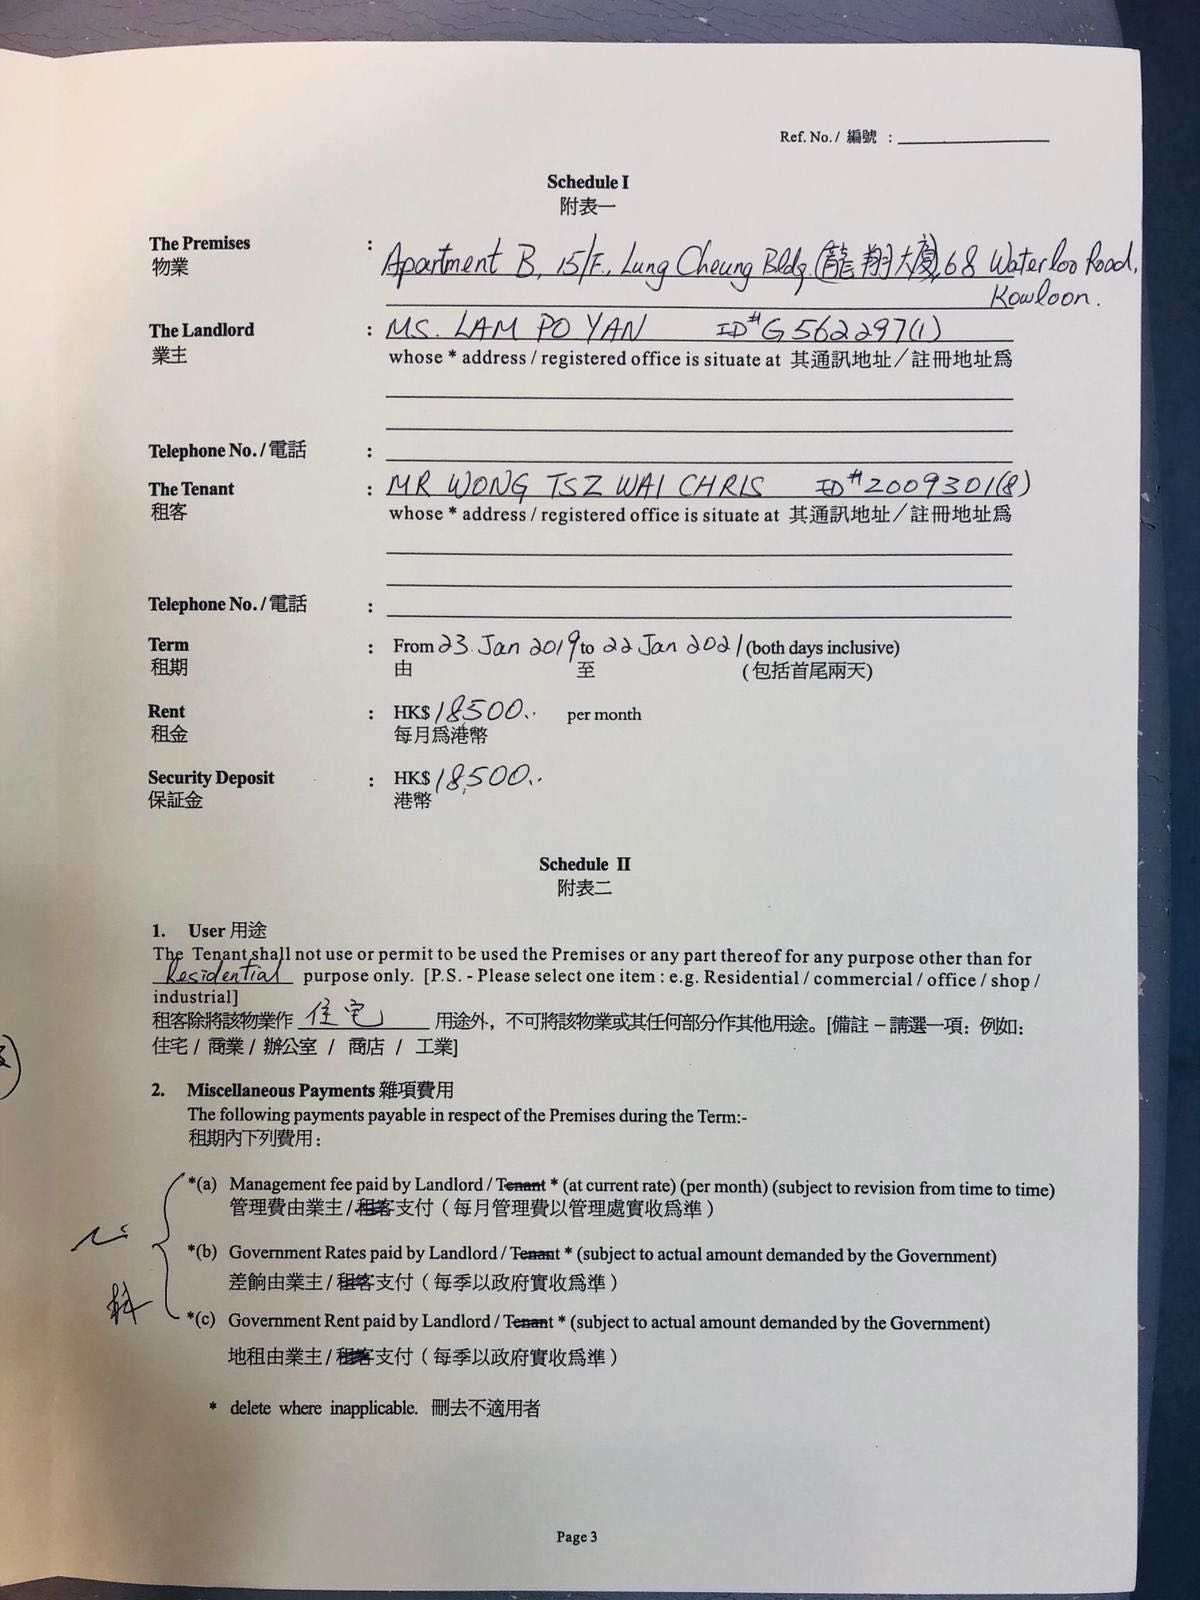 Ref. No. / 編號 :
Schedule I
附表一
The Premises : Apartment B, 15/F., Lung Cheung Bldg. (龍翔大廈), 68 Waterloo Road,
物業
Kowloon.
The Landlord : MS. LAM PO YAN ID# G562297(1)
業主 whose * address / registered office is situate at 其通訊地址／註冊地址爲
Telephone No. / 電話 :
The Tenant : MR WONG TSZ WAI CHRIS ID# Z009301(8)
租客 whose * address / registered office is situate at 其通訊地址／註冊地址爲
Telephone No. / 電話 :
Term : From 23 Jan 2019 to 22 Jan 2021 (both days inclusive)
租期 由 至 (包括首尾兩天)
Rent : HK$ 18,500.. per month
租金 每月爲港幣
Security Deposit : HK$ 18,500..
保証金 港幣
Schedule II
附表二
1. User 用途
The Tenant shall not use or permit to be used the Premises or any part thereof for any purpose other than for
Residential purpose only. [P.S. - Please select one item : e.g. Residential / commercial / office / shop /
industrial]
租客除將該物業作 住宅 用途外，不可將該物業或其任何部分作其他用途。[備註 – 請選一項：例如：
住宅 / 商業 / 辦公室 / 商店 / 工業]
2. Miscellaneous Payments 雜項費用
The following payments payable in respect of the Premises during the Term:-
租期內下列費用：
*(a) Management fee paid by Landlord / Tenant * (at current rate) (per month) (subject to revision from time to time)
管理費由業主 / 租客支付（每月管理費以管理處實收爲準）
*(b) Government Rates paid by Landlord / Tenant * (subject to actual amount demanded by the Government)
差餉由業主 / 租客支付（每季以政府實收爲準）
*(c) Government Rent paid by Landlord / Tenant * (subject to actual amount demanded by the Government)
地租由業主 / 租客支付（每季以政府實收爲準）
* delete where inapplicable. 刪去不適用者
Page 3